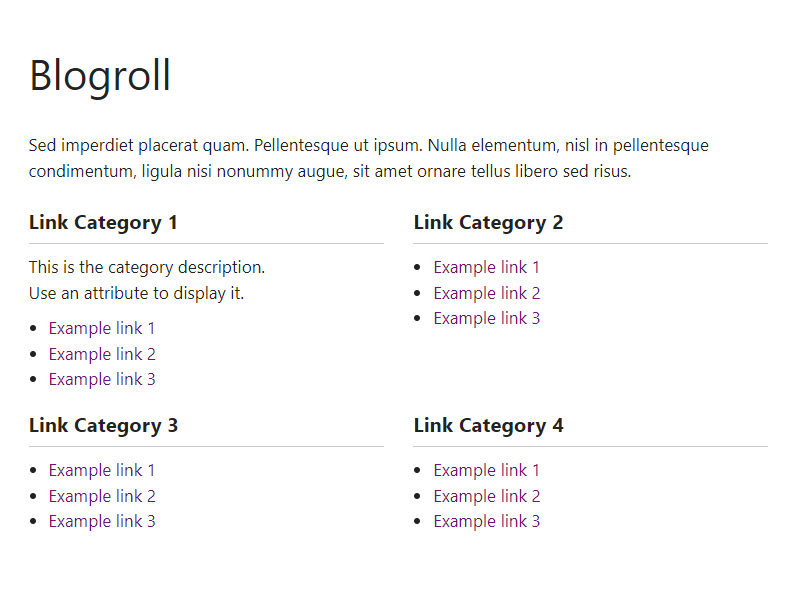 Blogroll
Sed imperdiet placerat quam. Pellentesque ut ipsum. Nulla elementum, nisl in pellentesque
condimentum, ligula nisi nonummy augue, sit amet ornare tellus libero sed risus.
Link Category 1
This is the category description.
Use an attribute to display it.
Example link 1
Example link 2
Example link 3
Link Category 2
Example link 1
Example link 2
Example link 3
Link Category 3
Example link 1
Example link 2
Example link 3
Link Category 4
Example link 1
Example link 2
Example link 3